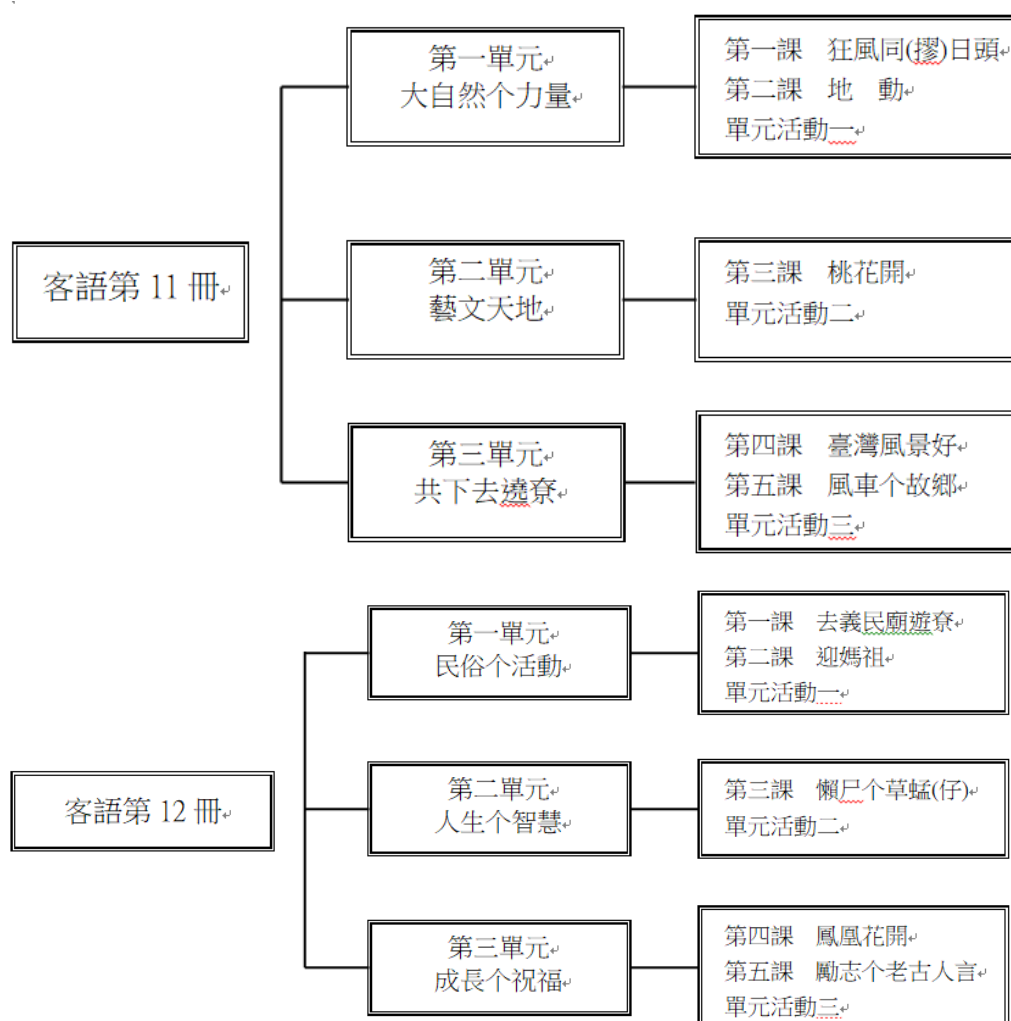 客語第 11 冊
第一單元
大自然个力量
第一課　狂風同(摎)日頭
第二課　地　動
單元活動一
第二單元
藝文天地
第三課　桃花開
單元活動二
第三單元
共下去遶尞
第四課　臺灣風景好
第五課　風車个故鄉
單元活動三
客語第 12 冊
第一單元
民俗个活動
第一課　去義民廟遊尞
第二課　迎媽祖
單元活動一
第二單元
人生个智慧
第三課　懶尸个草蜢(仔)
單元活動二
第三單元
成長个祝福
第四課　鳳凰花開
第五課　勵志个老古人言
單元活動三